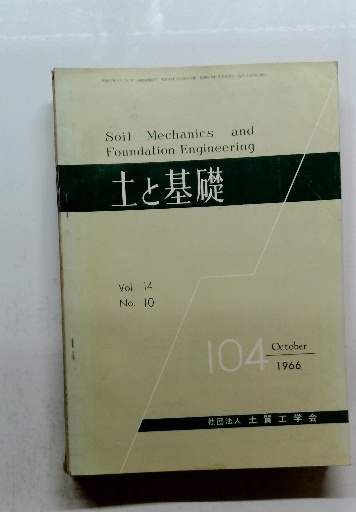 Soil Mechanics and
Foundation Engineering
土と基礎
Vol. 14
No. 10
104
October
1966
社団法人 土質工学会